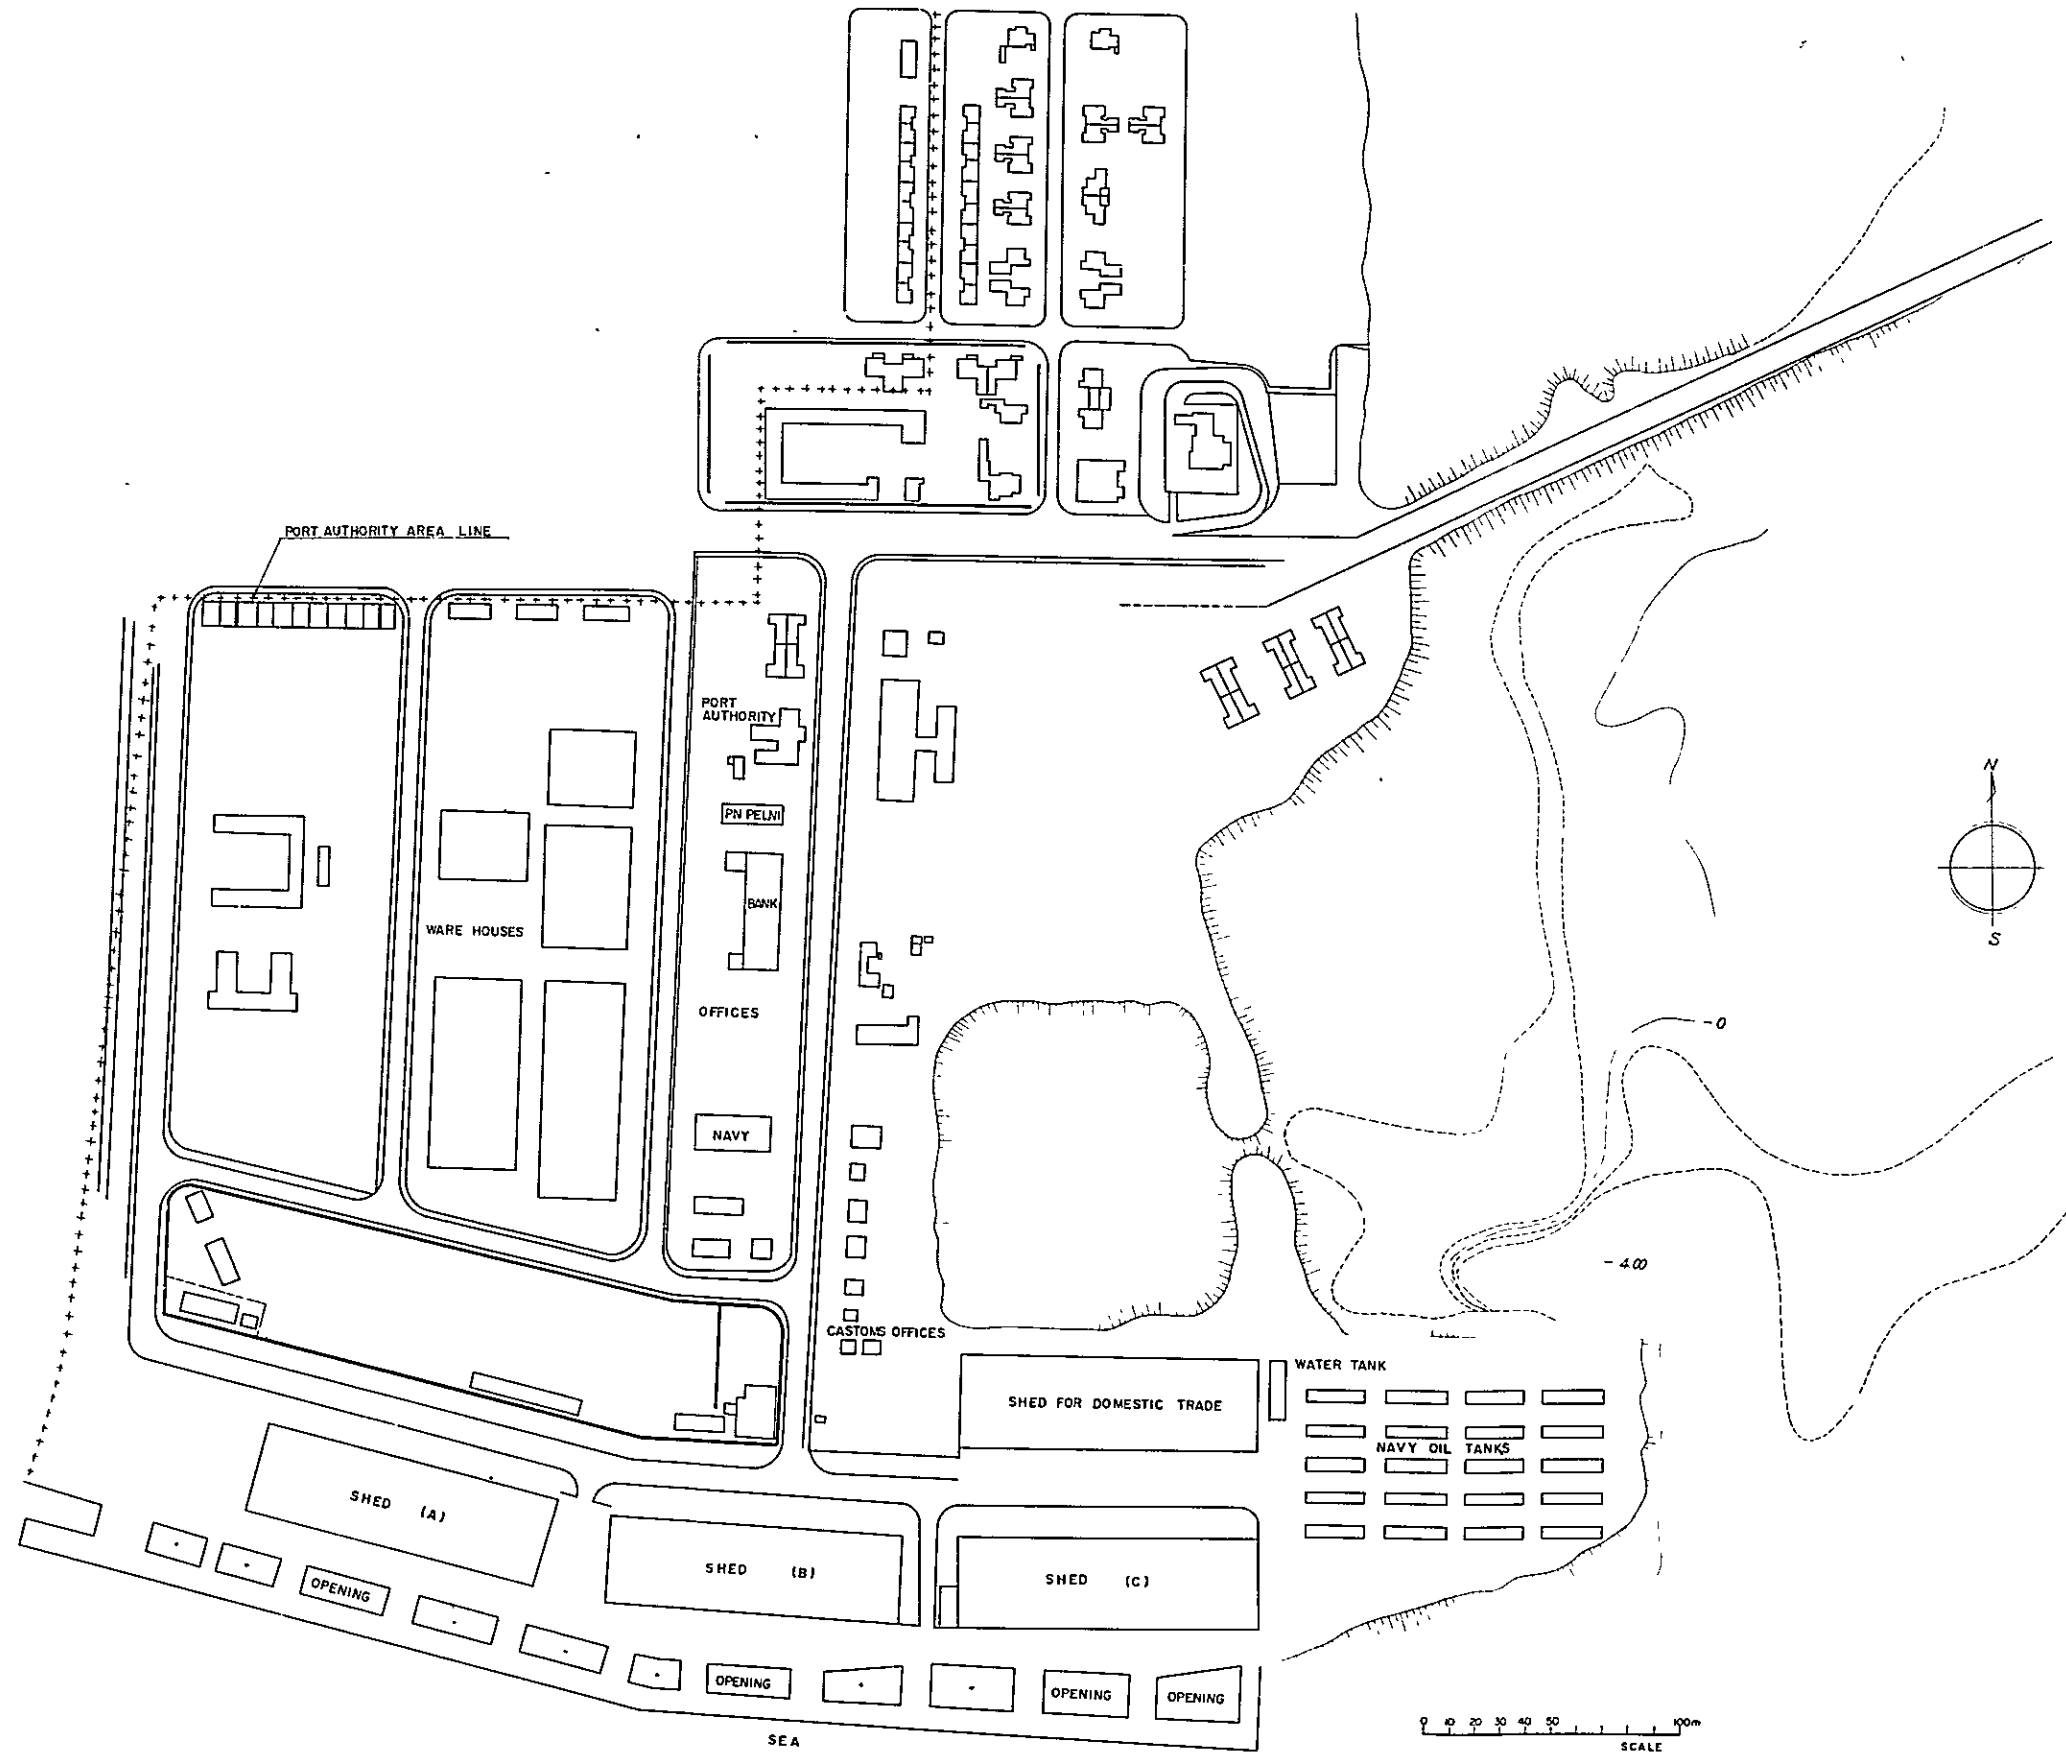 PORT AUTHORITY AREA LINE
PORT
AUTHORITY
PN PELNI
BANK
WARE HOUSES
OFFICES
NAVY
N
S
-0
-400
CASTOMS OFFICES
WATER TANK
SHED FOR DOMESTIC TRADE
NAVY OIL TANKS
SHED (A)
SHED (B)
SHED (C)
OPENING
OPENING
OPENING
OPENING
SEA
0 10 20 30 40 50 100m
SCALE